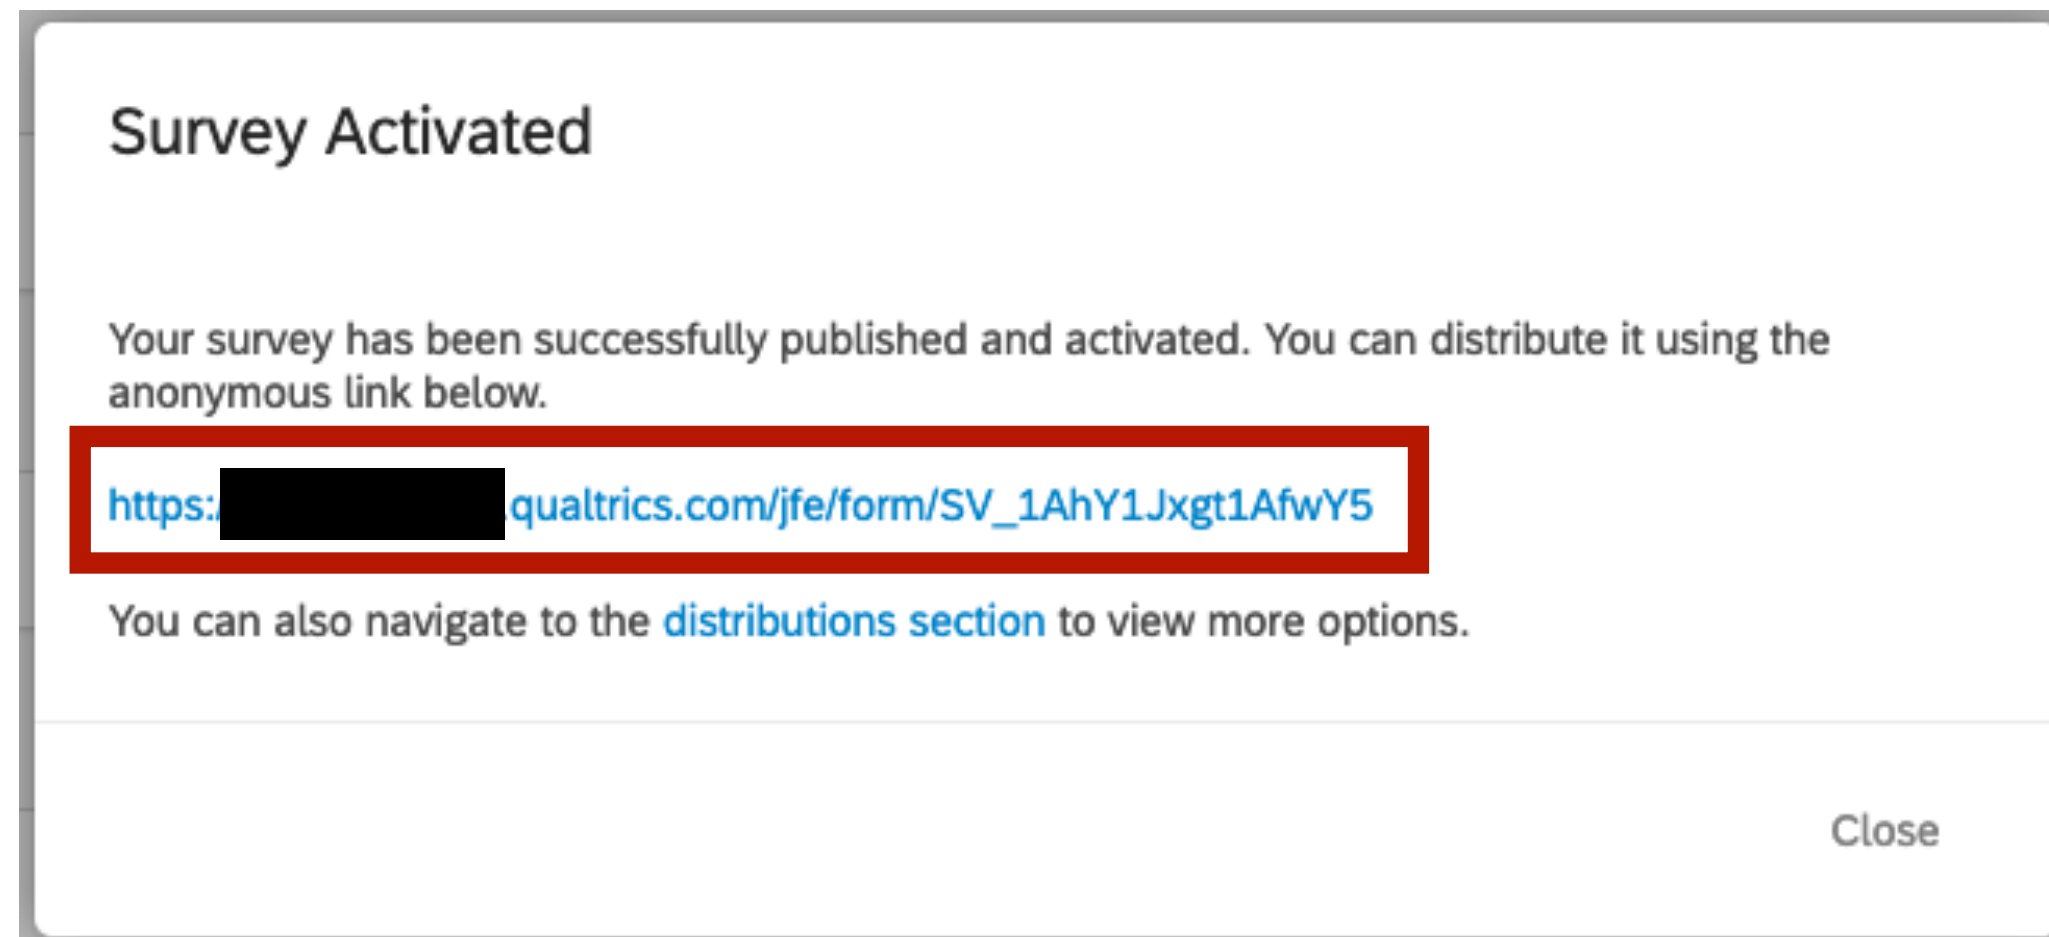 Survey Activated
Your survey has been successfully published and activated. You can distribute it using the
anonymous link below.
https:/ .qualtrics.com/jfe/form/SV_1AhY1Jxgt1AfwY5
You can also navigate to the distributions section to view more options.
Close